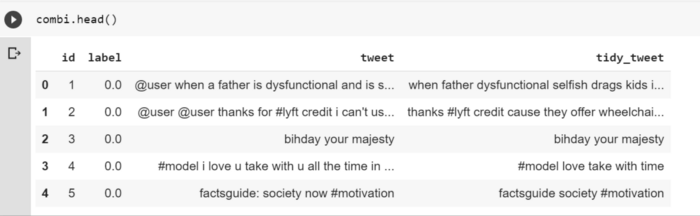 combi.head()
id label tweet tidy_tweet
0 1 0.0 @user when a father is dysfunctional and is s... when father dysfunctional selfish drags kids i...
1 2 0.0 @user @user thanks for #lyft credit i can't us... thanks #lyft credit cause they offer wheelchai...
2 3 0.0 bihday your majesty bihday your majesty
3 4 0.0 #model i love u take with u all the time in ... #model love take with time
4 5 0.0 factsguide: society now #motivation factsguide society #motivation